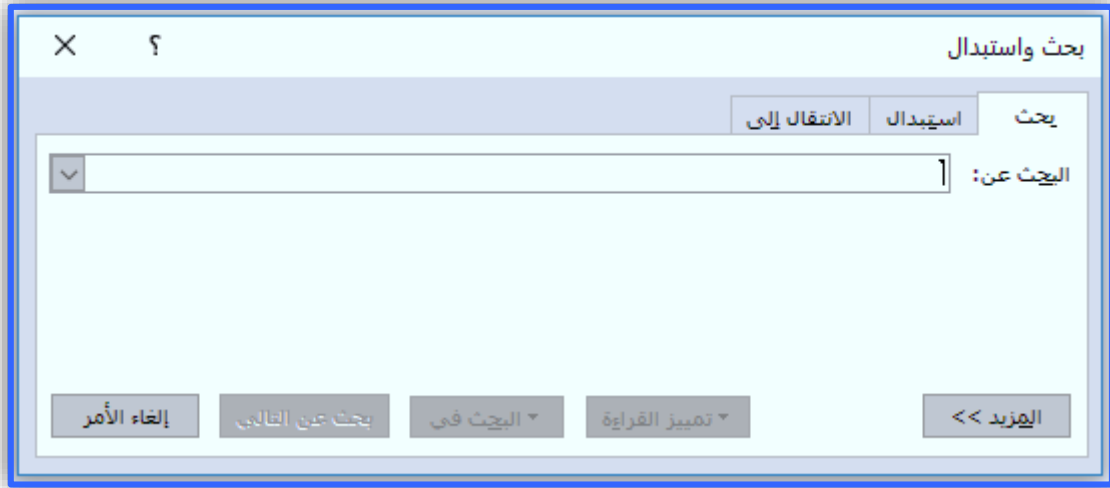 بحث واستبدال ؟ ×
بحث استبدال الانتقال إلى
البحث عن:
المزيد >> تمييز القراءة البحث في بحث عن التالي إلغاء الأمر